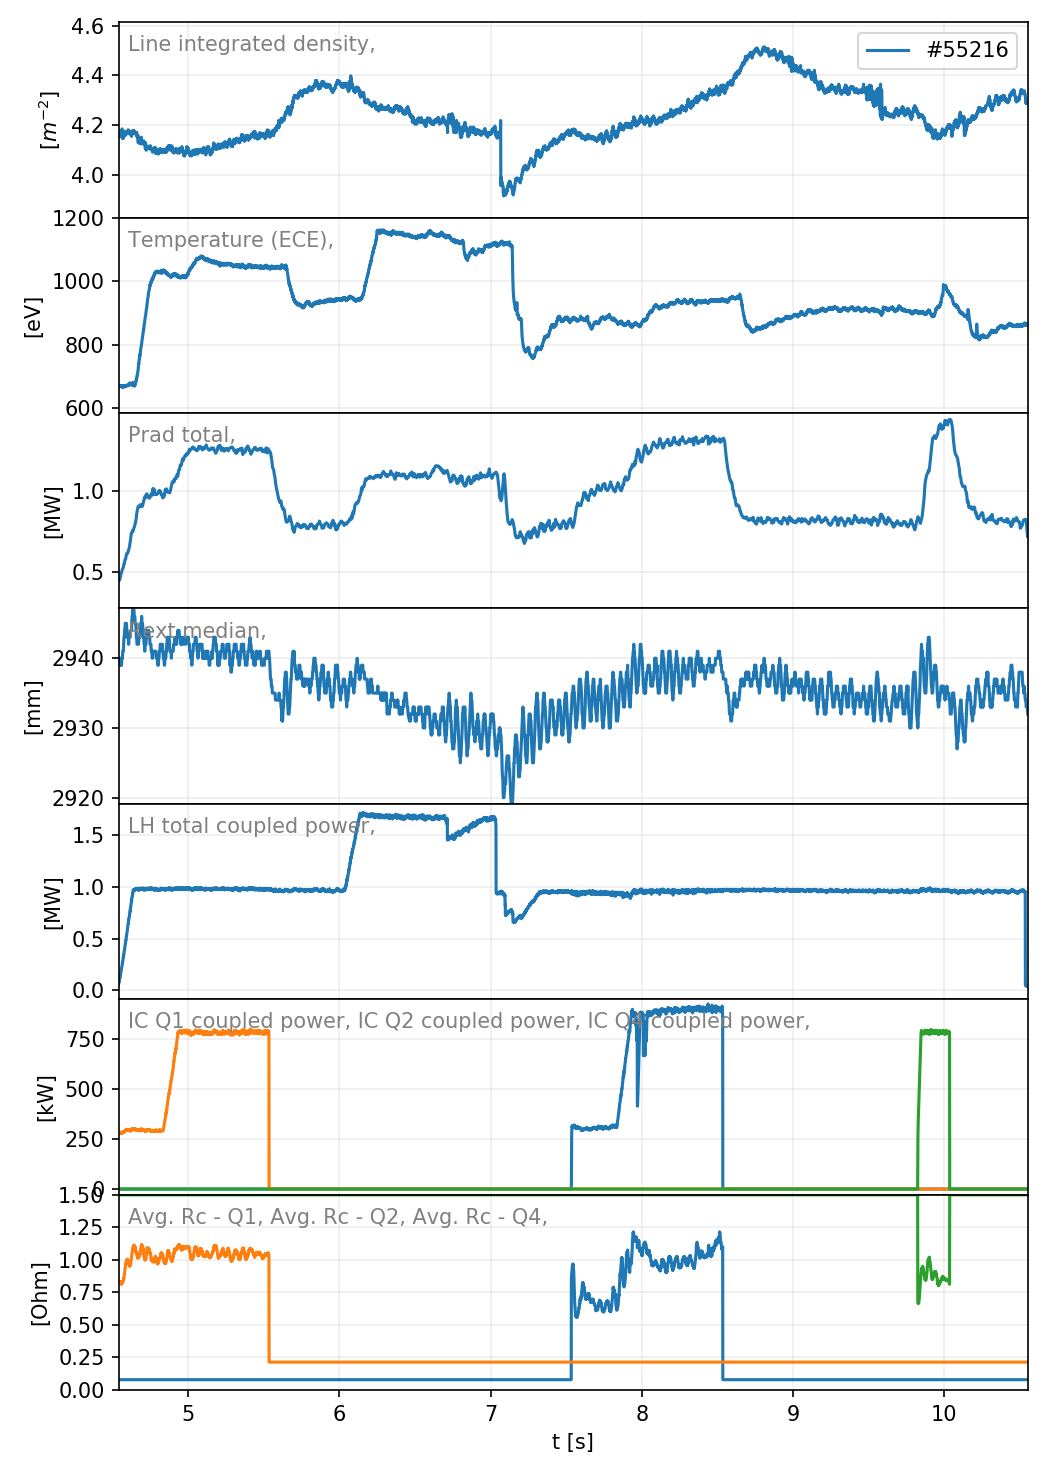 4.6
Line integrated density,
#55216
4.4
4.2
4.0
[m⁻²]
1200
Temperature (ECE),
1000
800
600
[eV]
Prad total,
1.0
0.5
[MW]
Rext median,
2940
2930
2920
[mm]
LH total coupled power,
1.5
1.0
0.5
0.0
[MW]
IC Q1 coupled power, IC Q2 coupled power, IC Q4 coupled power,
750
500
250
0
[kW]
1.50
Avg. Rc - Q1, Avg. Rc - Q2, Avg. Rc - Q4,
1.25
1.00
0.75
0.50
0.25
0.00
[Ohm]
5 6 7 8 9 10
t [s]